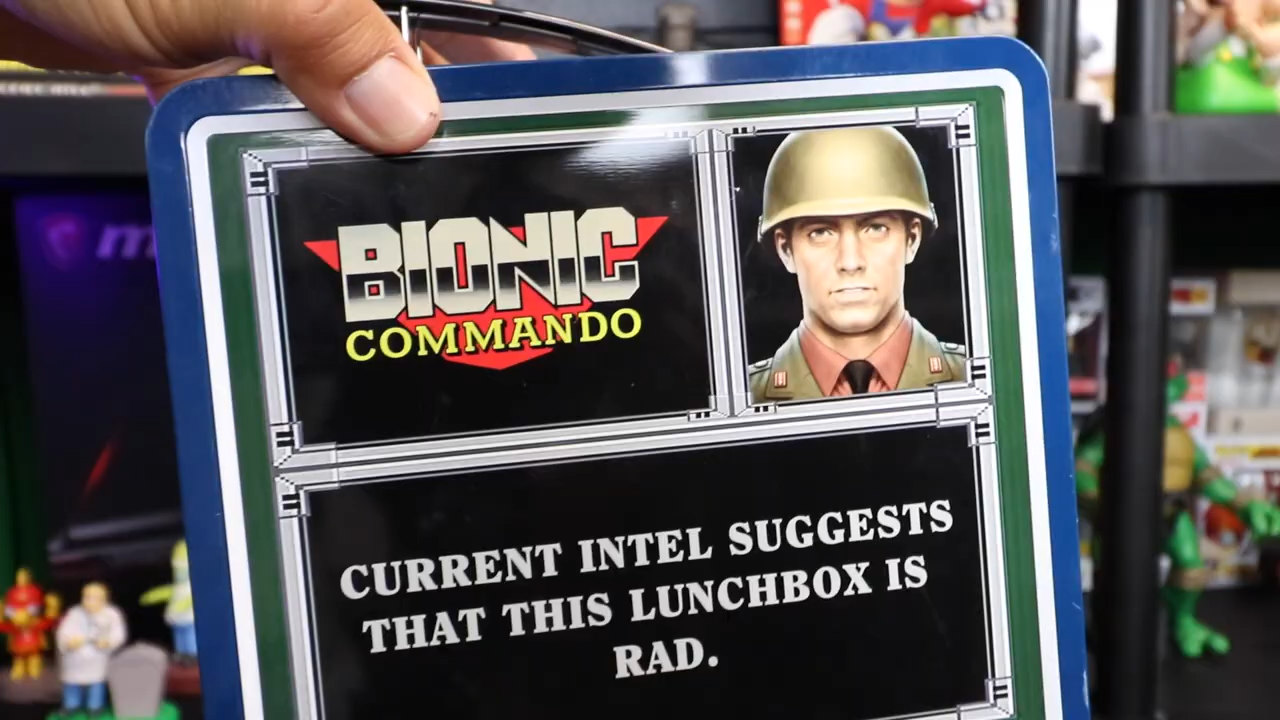 BIONIC
COMMANDO
CURRENT INTEL SUGGESTS
THAT THIS LUNCHBOX IS
RAD.